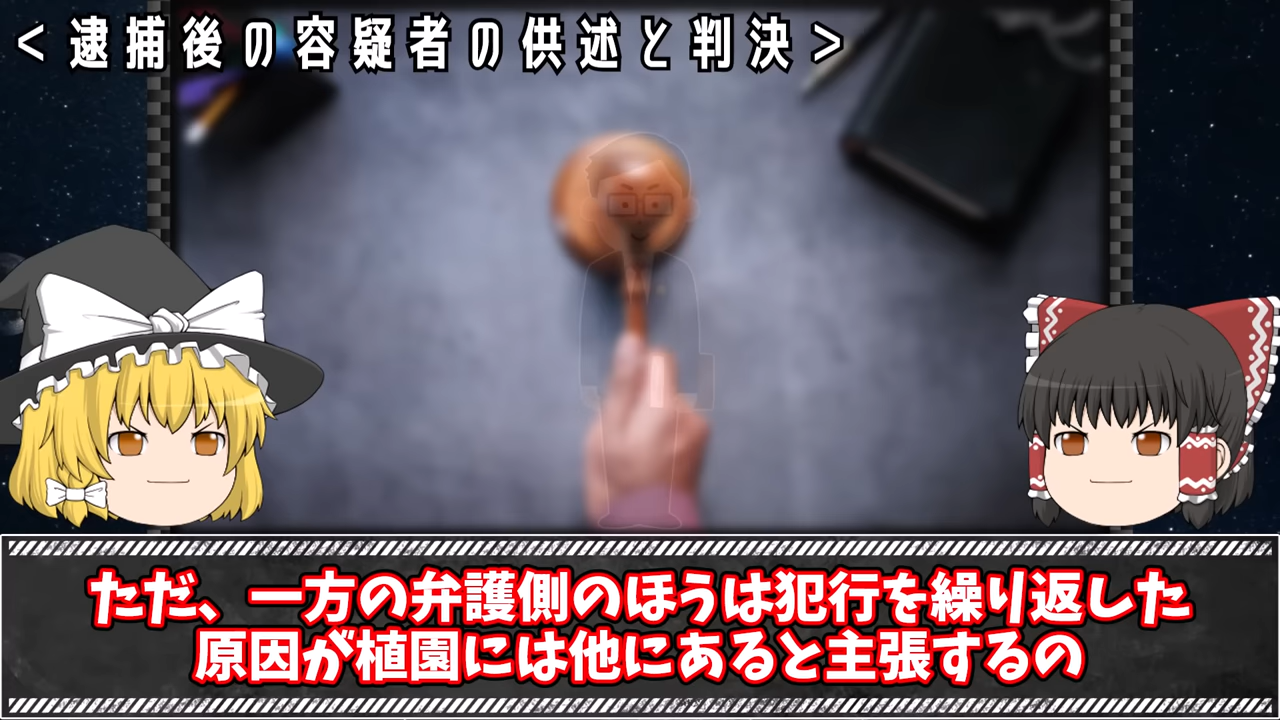 <逮捕後の容疑者の供述と判決>
ただ、一方の弁護側のほうは犯行を繰り返した
原因が植園には他にあると主張するの